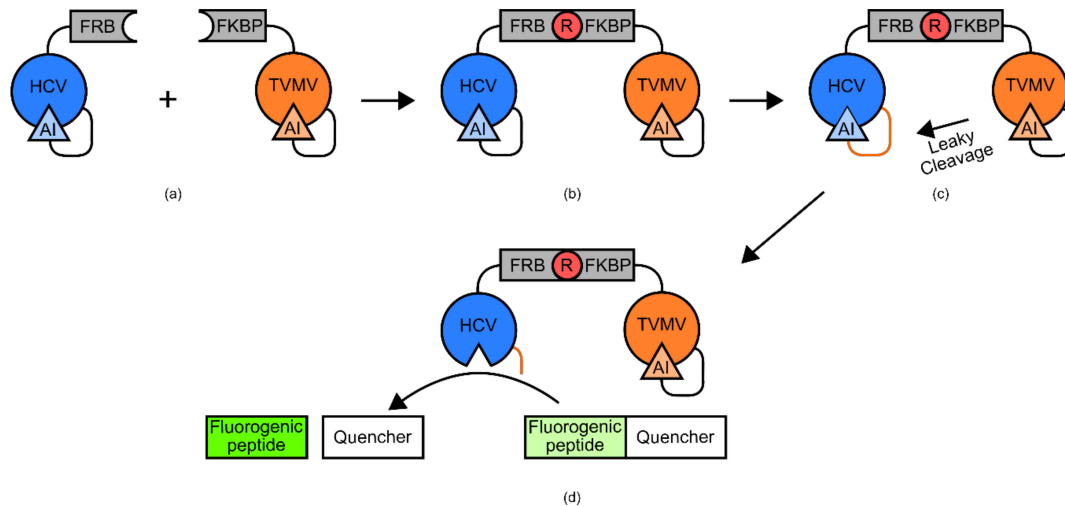 FRB FKBP
HCV
AI
+
TVMV
AI
(a)
FRB R FKBP
HCV
AI
TVMV
AI
(b)
FRB R FKBP
HCV
AI
TVMV
AI
Leaky
Cleavage
(c)
FRB R FKBP
HCV
TVMV
AI
Fluorogenic
peptide
Quencher
Fluorogenic
peptide
Quencher
(d)